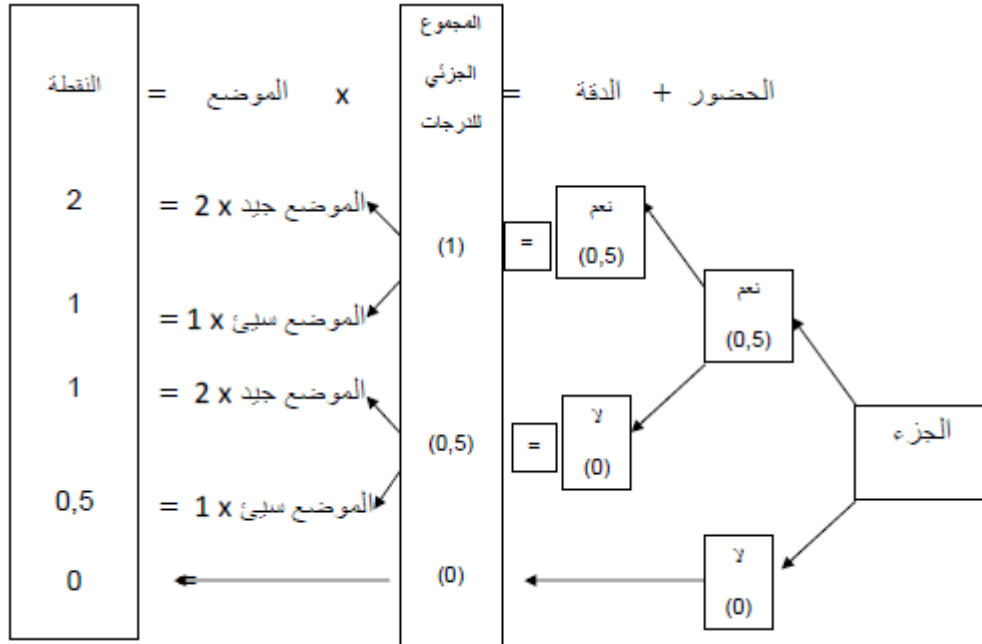 الحضور + الدقة = المجموع الجزئي للدرجات x الموضع = النقطة
نعم
(0,5)
=
(1)
الموضع جيد x 2 =
2
نعم
(0,5)
الموضع سيئ x 1 =
1
الجزء
لا
(0)
=
(0,5)
الموضع جيد x 2 =
1
الموضع سيئ x 1 =
0,5
لا
(0)
(0)
0